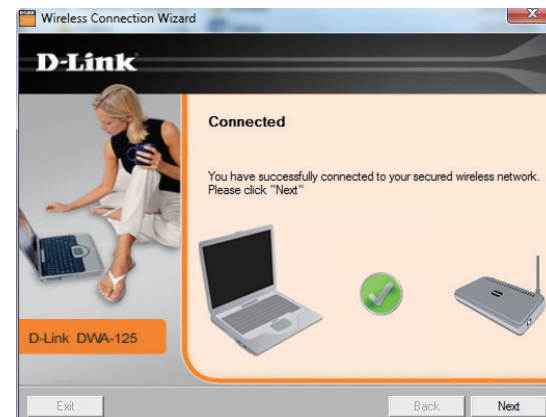 Wireless Connection Wizard
D-Link
Connected
You have successfully connected to your secured wireless network.
Please click "Next"
D-Link DWA-125
Exit
Back
Next